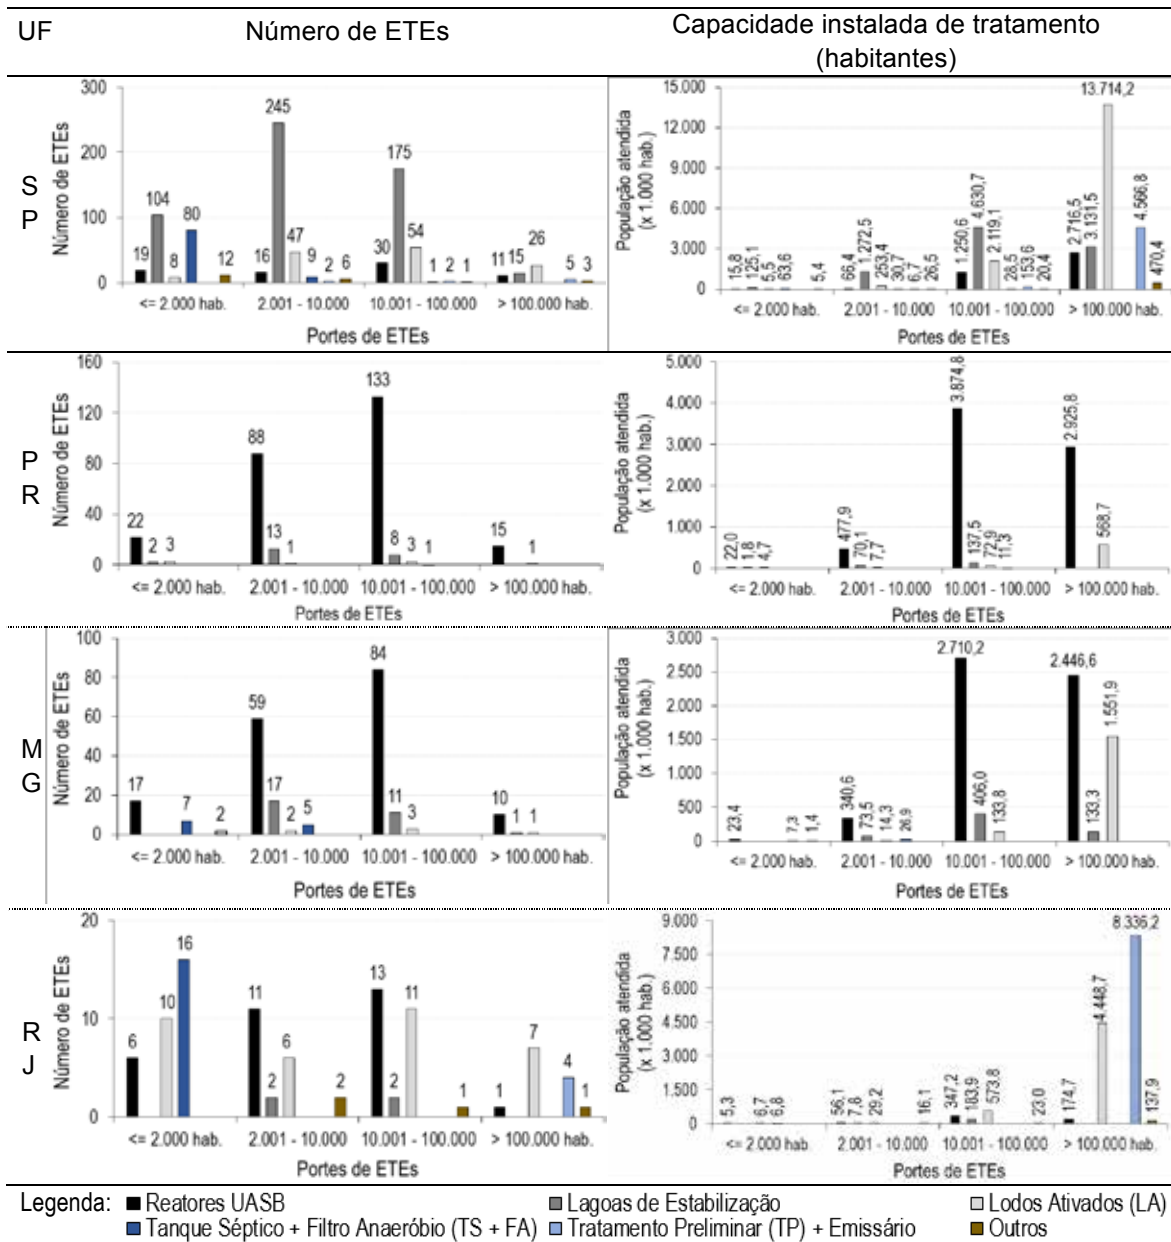 UF Número de ETEs Capacidade instalada de tratamento
(habitantes)
SP
Número de ETEs
300
200
100
0
19 104 8 80 12
16 245 47 9 2 6
30 175 54 1 2 1
11 15 26 5 3
<= 2.000 hab. 2.001 - 10.000 10.001 - 100.000 > 100.000 hab.
Portes de ETEs
População atendida
(x 1.000 hab.)
15.000
12.000
9.000
6.000
3.000
0
15,8 125,1 5,5 63,6 5,4
66,4 1.272,5 253,4 30,7 6,7 26,5
1.250,6 4.630,7 2.119,1 28,5 153,6 20,4
2.716,5 3.131,5 13.714,2 4.566,8 470,4
<= 2.000 hab. 2.001 - 10.000 10.001 - 100.000 > 100.000 hab.
Portes de ETEs
PR
Número de ETEs
160
120
80
40
0
22 2 3
88 13 1
133 8 3 1
15 1
<= 2.000 hab. 2.001 - 10.000 10.001 - 100.000 > 100.000 hab.
Portes de ETEs
População atendida
(x 1.000 hab.)
5.000
4.000
3.000
2.000
1.000
0
22,0 1,8 4,7
477,9 70,1 7,7
3.874,8 137,5 72,9 11,3
2.925,8 568,7
<= 2.000 hab. 2.001 - 10.000 10.001 - 100.000 > 100.000 hab.
Portes de ETEs
MG
Número de ETEs
100
80
60
40
20
0
17 7 2
59 17 2 5
84 11 3
10 1 1
<= 2.000 hab. 2.001 - 10.000 10.001 - 100.000 > 100.000 hab.
Portes de ETEs
População atendida
(x 1.000 hab.)
3.000
2.500
2.000
1.500
1.000
500
0
23,4 7,3 1,4
340,6 73,5 14,3 26,9
2.710,2 406,0 133,8
2.446,6 133,3 1.551,9
<= 2.000 hab. 2.001 - 10.000 10.001 - 100.000 > 100.000 hab.
Portes de ETEs
RJ
Número de ETEs
20
10
0
6 10 16
11 2 6 2
13 2 11 1
1 7 4 1
<= 2.000 hab. 2.001 - 10.000 10.001 - 100.000 > 100.000 hab.
Portes de ETEs
População atendida
(x 1.000 hab.)
9.000
7.500
6.000
4.500
3.000
1.500
0
5,3 6,7 6,8
56,1 7,8 29,2 16,1
347,2 183,9 573,8 23,0
174,7 4.448,7 8.336,2 137,9
<= 2.000 hab. 2.001 - 10.000 10.001 - 100.000 > 100.000 hab.
Portes de ETEs
Legenda: Reatores UASB Lagoas de Estabilização Lodos Ativados (LA)
Tanque Séptico + Filtro Anaeróbio (TS + FA) Tratamento Preliminar (TP) + Emissário Outros